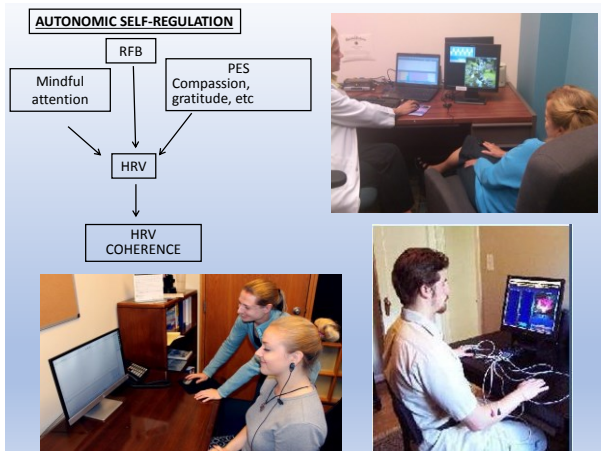 AUTONOMIC SELF-REGULATION
RFB
Mindful
attention
PES
Compassion,
gratitude, etc
HRV
HRV
COHERENCE